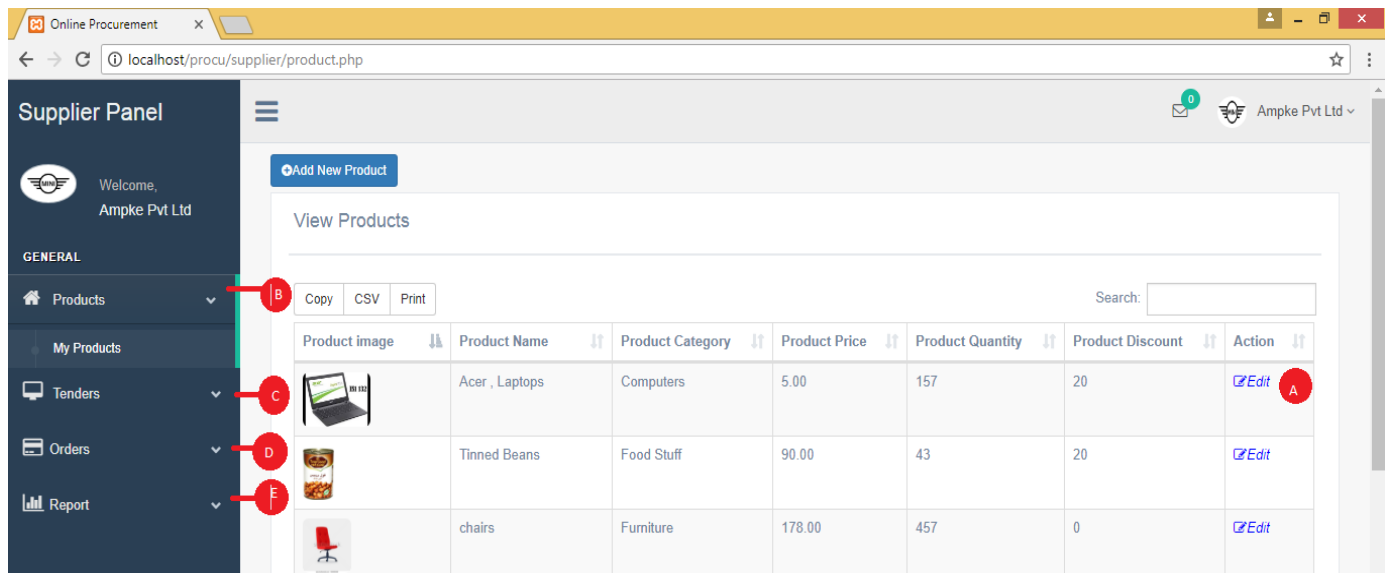 Online Procurement
localhost/procu/supplier/product.php
Supplier Panel
0
Ampke Pvt Ltd
Add New Product
MINI
Welcome,
Ampke Pvt Ltd
View Products
GENERAL
Products
B
Copy CSV Print
Search:
My Products
Product image Product Name Product Category Product Price Product Quantity Product Discount Action
Acer , Laptops Computers 5.00 157 20 Edit
A
Tenders
C
Orders
D
Tinned Beans Food Stuff 90.00 43 20 Edit
Report
E
chairs Furniture 178.00 457 0 Edit